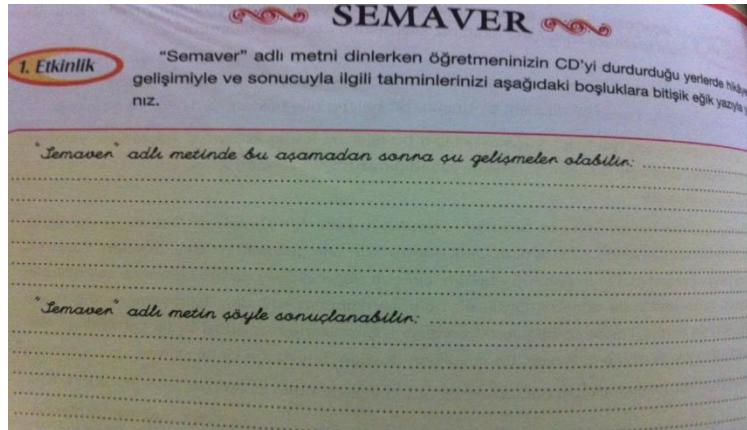 SEMAVER
1. Etkinlik
"Semaver" adlı metni dinlerken öğretmeninizin CD'yi durdurduğu yerlerde
gelişimiyle ve sonucuyla ilgili tahminlerinizi aşağıdaki boşluklara bitişik eğik yazıyla
nız.
"Semaver" adlı metinde bu aşamadan sonra şu gelişmeler olabilir:
"Semaver" adlı metin şöyle sonuçlanabilir: